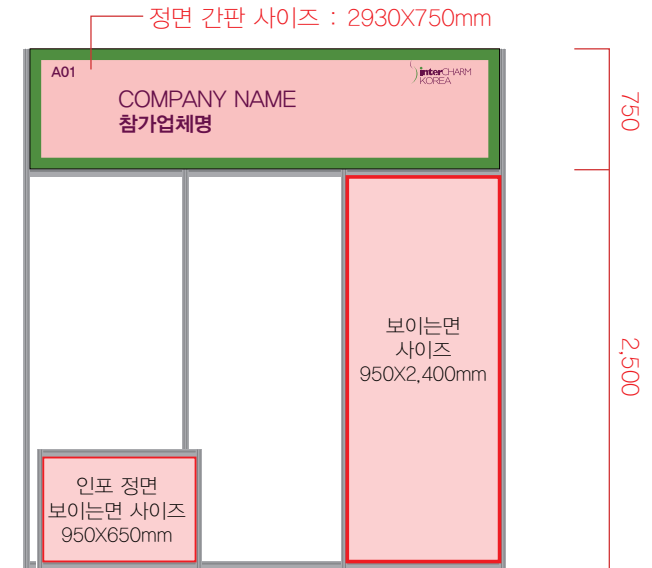 정면 간판 사이즈 : 2930X750mm
A01
interCHARM
KOREA
COMPANY NAME
참가업체명
750
보이는면
사이즈
950X2,400mm
2,500
인포 정면
보이는면 사이즈
950X650mm